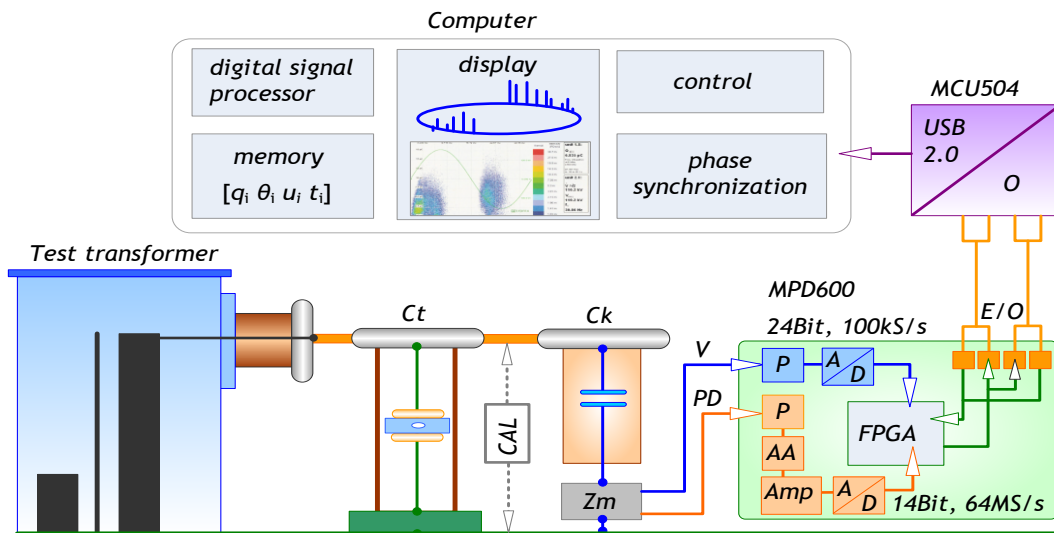 Computer
digital signal
processor
display
control
memory
[qᵢ θᵢ uᵢ tᵢ]
phase
synchronization
MCU504
USB
2.0
O
Test transformer
Ct
Ck
CAL
Zm
V
PD
MPD600
24Bit, 100kS/s
E/O
P
A
D
P
AA
Amp
A
D
FPGA
14Bit, 64MS/s